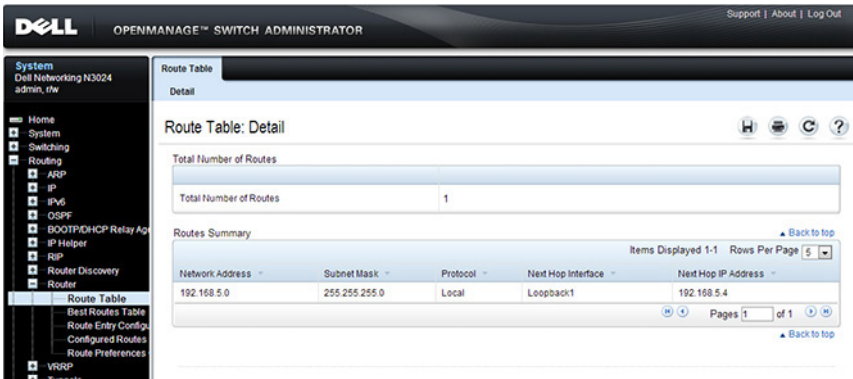 Support | About | Log Out
DELL OPENMANAGE™ SWITCH ADMINISTRATOR
System
Dell Networking N3024
admin, r/w
Home
System
Switching
Routing
ARP
IP
IPv6
OSPF
BOOTP/DHCP Relay Age
IP Helper
RIP
Router Discovery
Router
Route Table
Best Routes Table
Route Entry Configu
Configured Routes
Route Preferences
VRRP
Tunnels
Route Table
Detail
Route Table: Detail
Total Number of Routes
Total Number of Routes 1
Routes Summary Back to top
Items Displayed 1-1 Rows Per Page 5
Network Address Subnet Mask Protocol Next Hop Interface Next Hop IP Address
192.168.5.0 255.255.255.0 Local Loopback1 192.168.5.4
Pages 1 of 1
Back to top